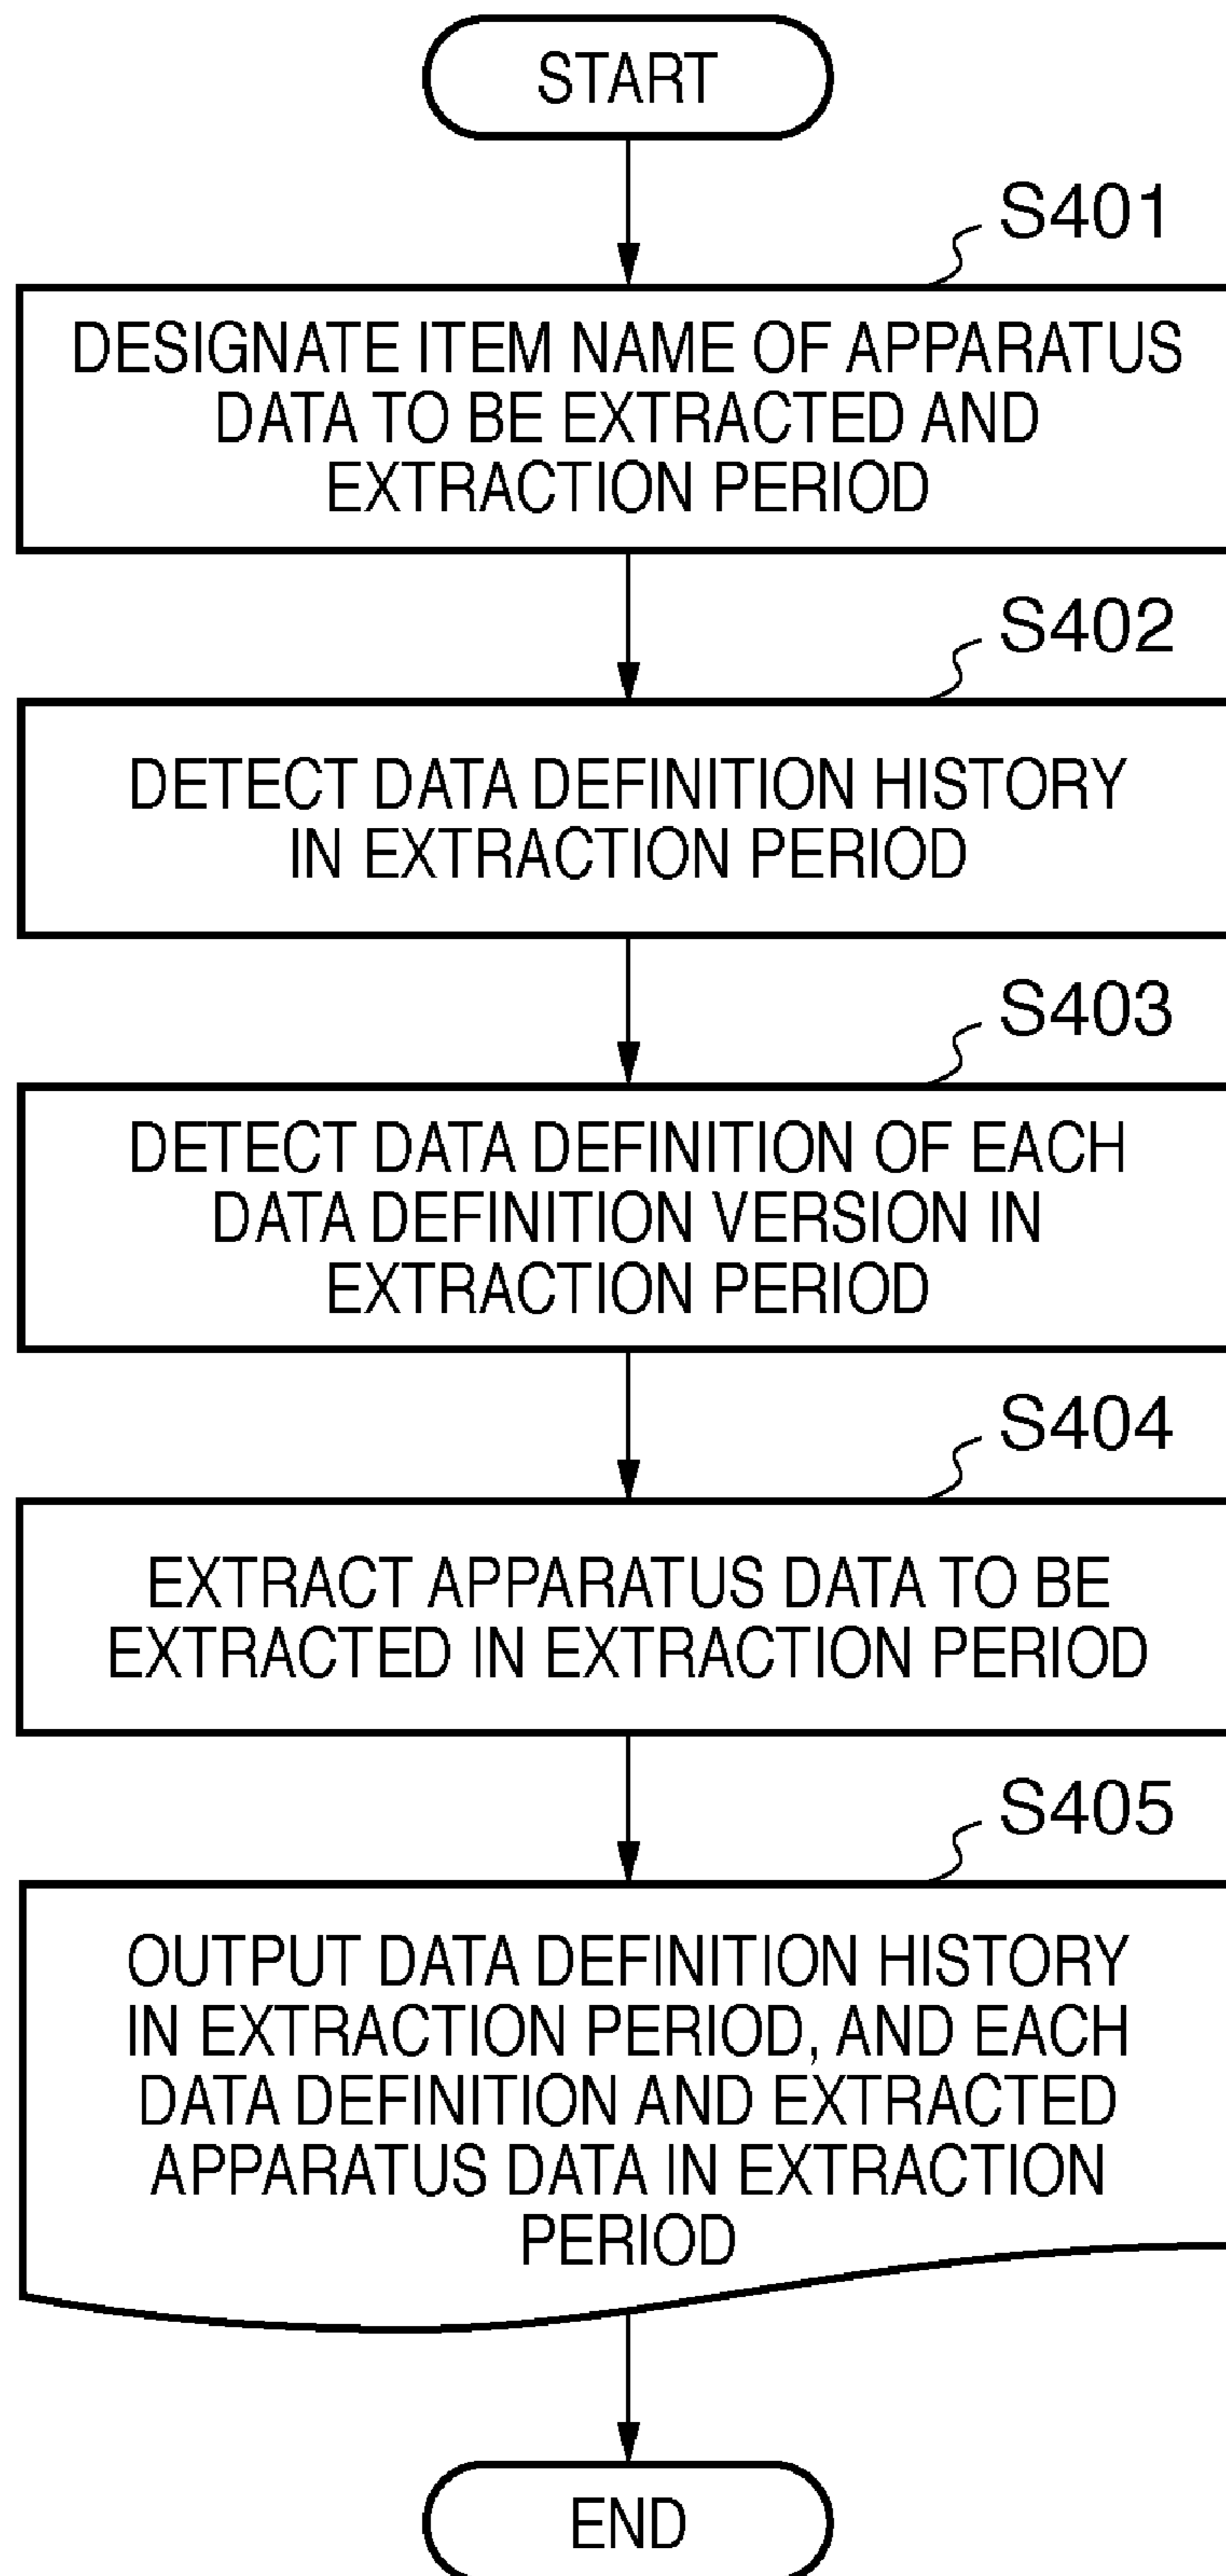 START
S401
DESIGNATE ITEM NAME OF APPARATUS
DATA TO BE EXTRACTED AND
EXTRACTION PERIOD
S402
DETECT DATA DEFINITION HISTORY
IN EXTRACTION PERIOD
S403
DETECT DATA DEFINITION OF EACH
DATA DEFINITION VERSION IN
EXTRACTION PERIOD
S404
EXTRACT APPARATUS DATA TO BE
EXTRACTED IN EXTRACTION PERIOD
S405
OUTPUT DATA DEFINITION HISTORY
IN EXTRACTION PERIOD, AND EACH
DATA DEFINITION AND EXTRACTED
APPARATUS DATA IN EXTRACTION
PERIOD
END